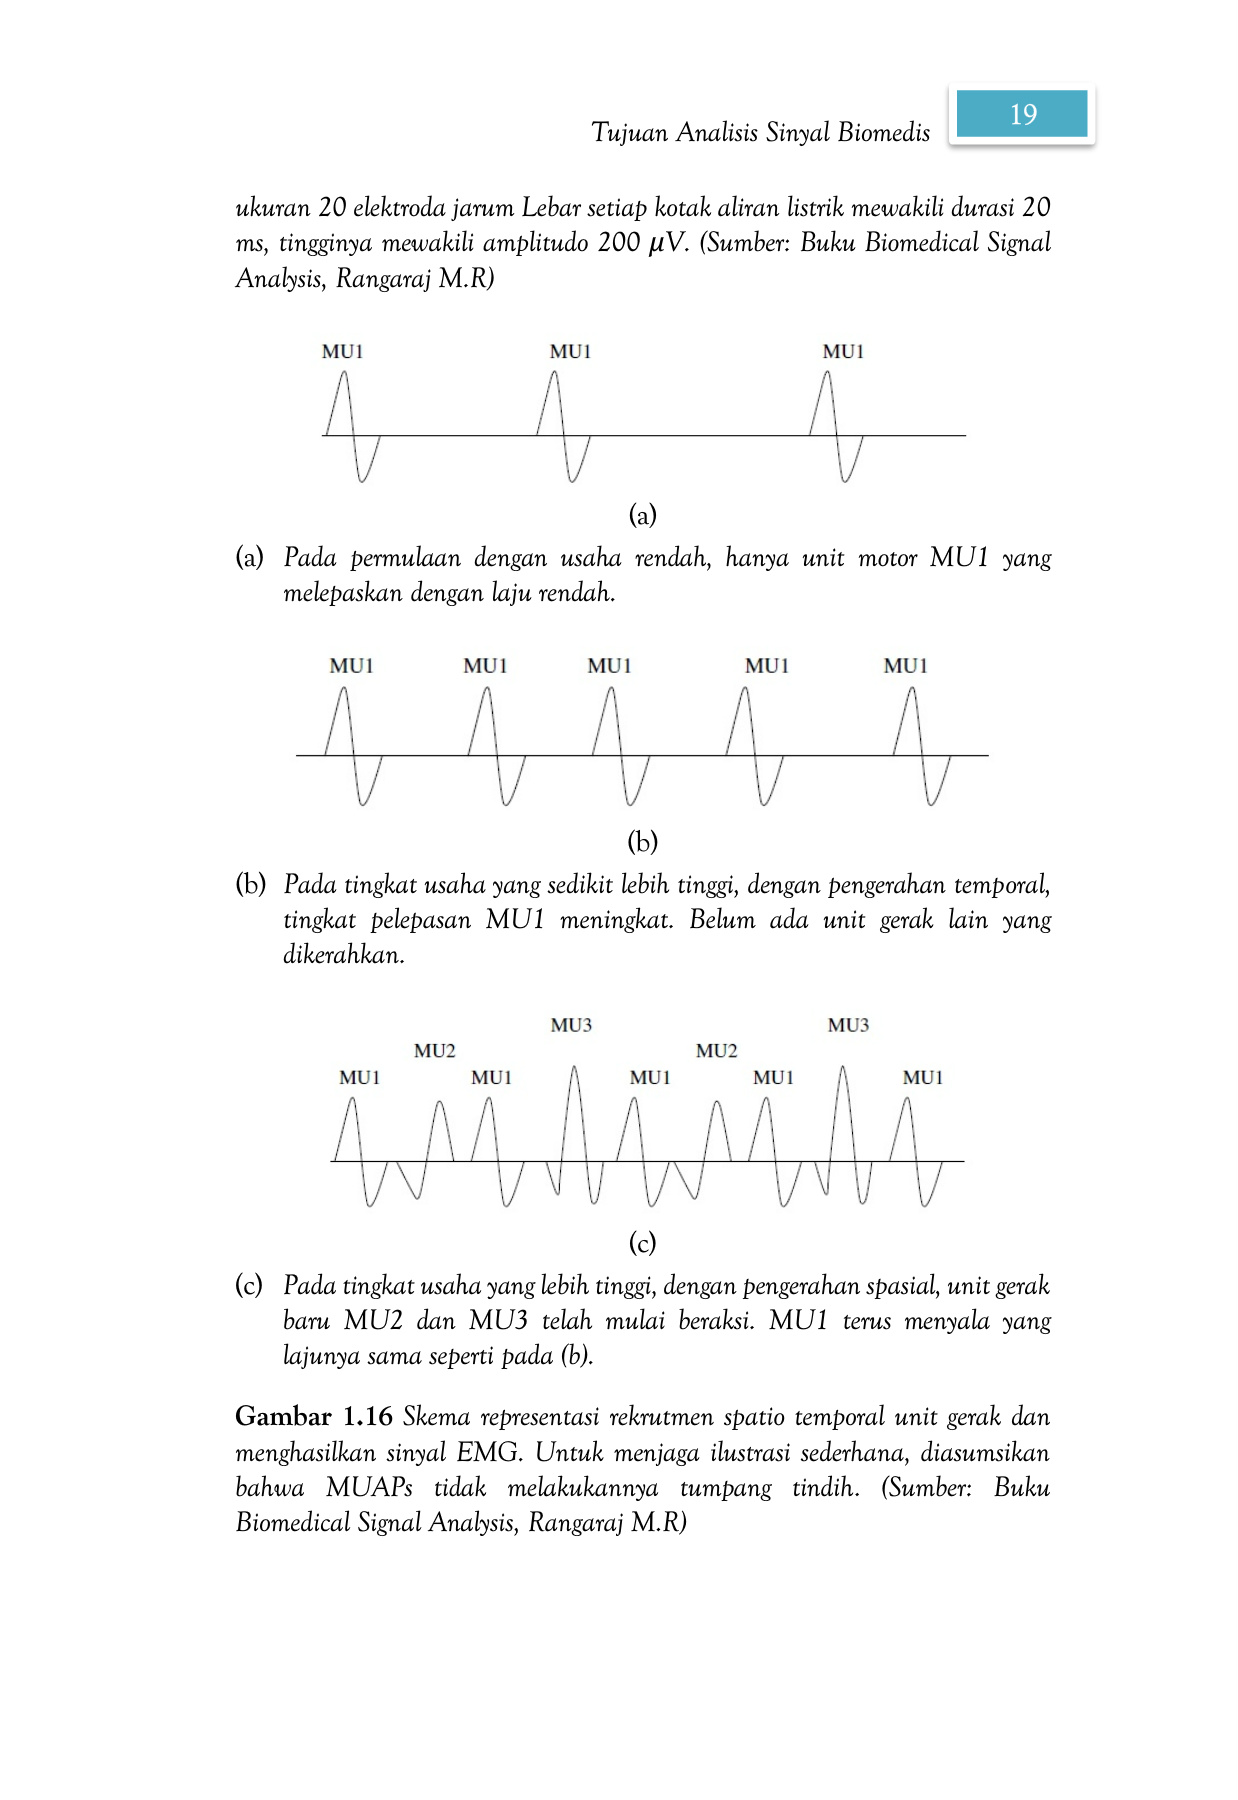 Tujuan Analisis Sinyal Biomedis
19
ukuran 20 elektroda jarum Lebar setiap kotak aliran listrik mewakili durasi 20
ms, tingginya mewakili amplitudo 200 μV. (Sumber: Buku Biomedical Signal
Analysis, Rangaraj M.R)
MU1 MU1 MU1
(a)
(a) Pada permulaan dengan usaha rendah, hanya unit motor MU1 yang
melepaskan dengan laju rendah.
MU1 MU1 MU1 MU1 MU1
(b)
(b) Pada tingkat usaha yang sedikit lebih tinggi, dengan pengerahan temporal,
tingkat pelepasan MU1 meningkat. Belum ada unit gerak lain yang
dikerahkan.
MU3 MU3
MU2 MU2
MU1 MU1 MU1 MU1 MU1
(c)
(c) Pada tingkat usaha yang lebih tinggi, dengan pengerahan spasial, unit gerak
baru MU2 dan MU3 telah mulai beraksi. MU1 terus menyala yang
lajunya sama seperti pada (b).
Gambar 1.16 Skema representasi rekrutmen spatio temporal unit gerak dan
menghasilkan sinyal EMG. Untuk menjaga ilustrasi sederhana, diasumsikan
bahwa MUAPs tidak melakukannya tumpang tindih. (Sumber: Buku
Biomedical Signal Analysis, Rangaraj M.R)